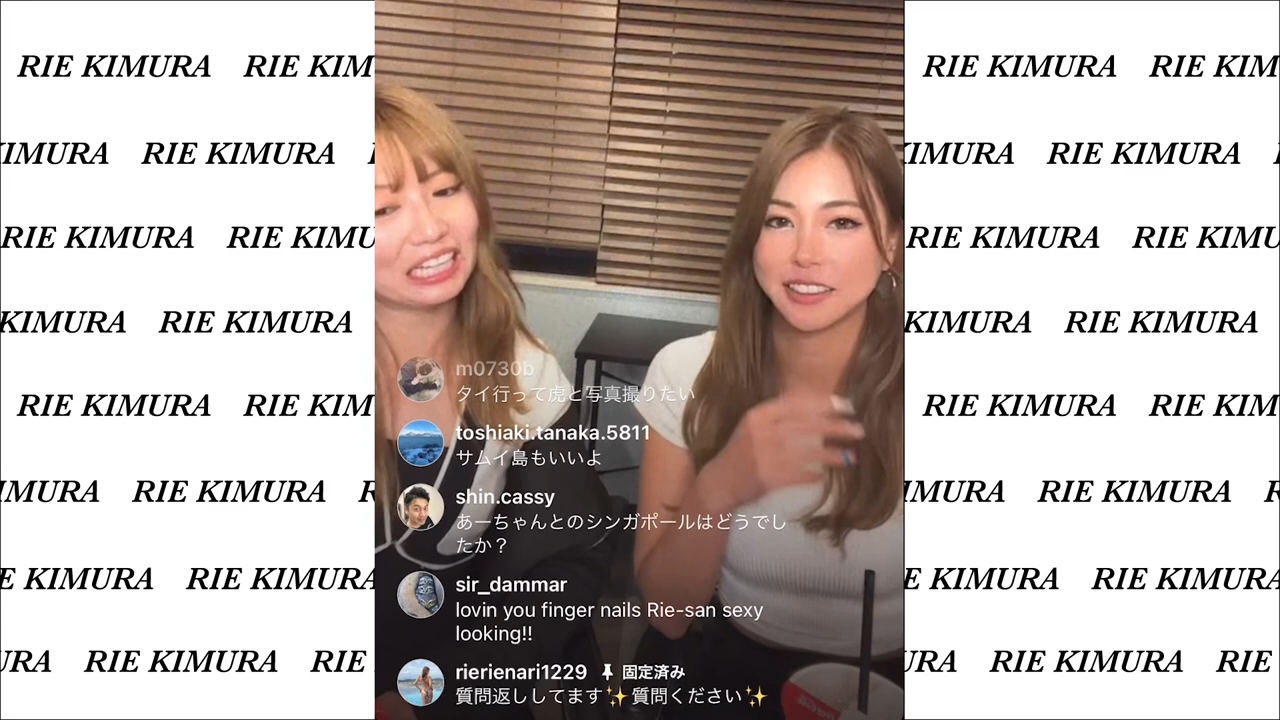 RIE KIMURA RIE KIM
IMURA RIE KIMURA
RIE KIMURA RIE KIMU
KIMURA RIE KIMURA
RIE KIMURA RIE KIM
IMURA RIE KIMURA R
E KIMURA RIE KIMURA
URA RIE KIMURA RIE
m0730b
タイ行って虎と写真撮りたい
toshiaki.tanaka.5811
サムイ島もいいよ
shin.cassy
あーちゃんとのシンガポールはどうでし
たか？
sir_dammar
lovin you finger nails Rie-san sexy
looking!!
rierienari1229 固定済み
質問返ししてます✨質問ください✨
RIE KIMURA RIE KIM
IMURA RIE KIMURA
RIE KIMURA RIE KIMU
KIMURA RIE KIMURA
RIE KIMURA RIE KIM
IMURA RIE KIMURA R
E KIMURA RIE KIMURA
URA RIE KIMURA RIE